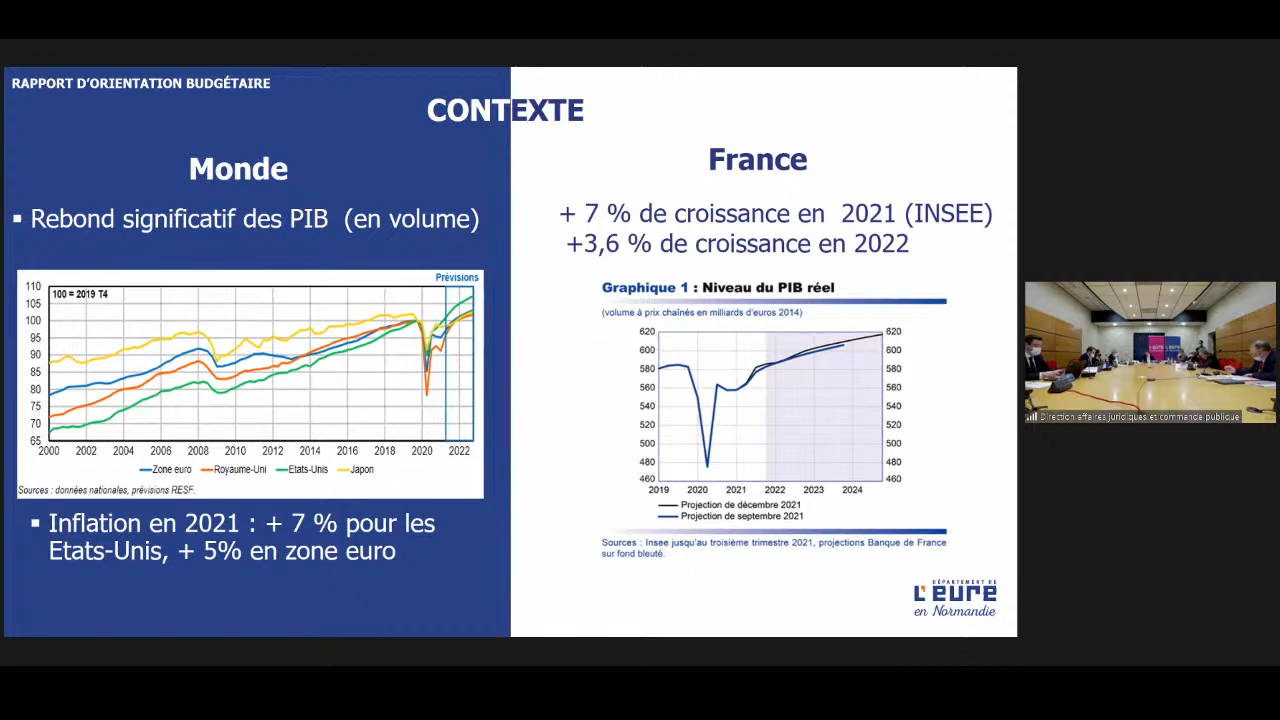 RAPPORT D'ORIENTATION BUDGÉTAIRE
CONTEXTE
Monde
▪ Rebond significatif des PIB (en volume)
Prévisions
100 = 2019 T4
110
105
100
95
90
85
80
75
70
65
2000 2002 2004 2006 2008 2010 2012 2014 2016 2018 2020 2022
Zone euro Royaume-Uni Etats-Unis Japon
Sources : données nationales, prévisions RESF.
▪ Inflation en 2021 : + 7 % pour les
Etats-Unis, + 5% en zone euro
France
+ 7 % de croissance en 2021 (INSEE)
+3,6 % de croissance en 2022
Graphique 1 : Niveau du PIB réel
(volume à prix chaînés en milliards d'euros 2014)
620 620
600 600
580 580
560 560
540 540
520 520
500 500
480 480
460 460
2019 2020 2021 2022 2023 2024
Projection de décembre 2021
Projection de septembre 2021
Sources : Insee jusqu'au troisième trimestre 2021, projections Banque de France
sur fond bleuté.
DÉPARTEMENT DE
L'EURE
en Normandie
Direction affaires juridiques et commande publique